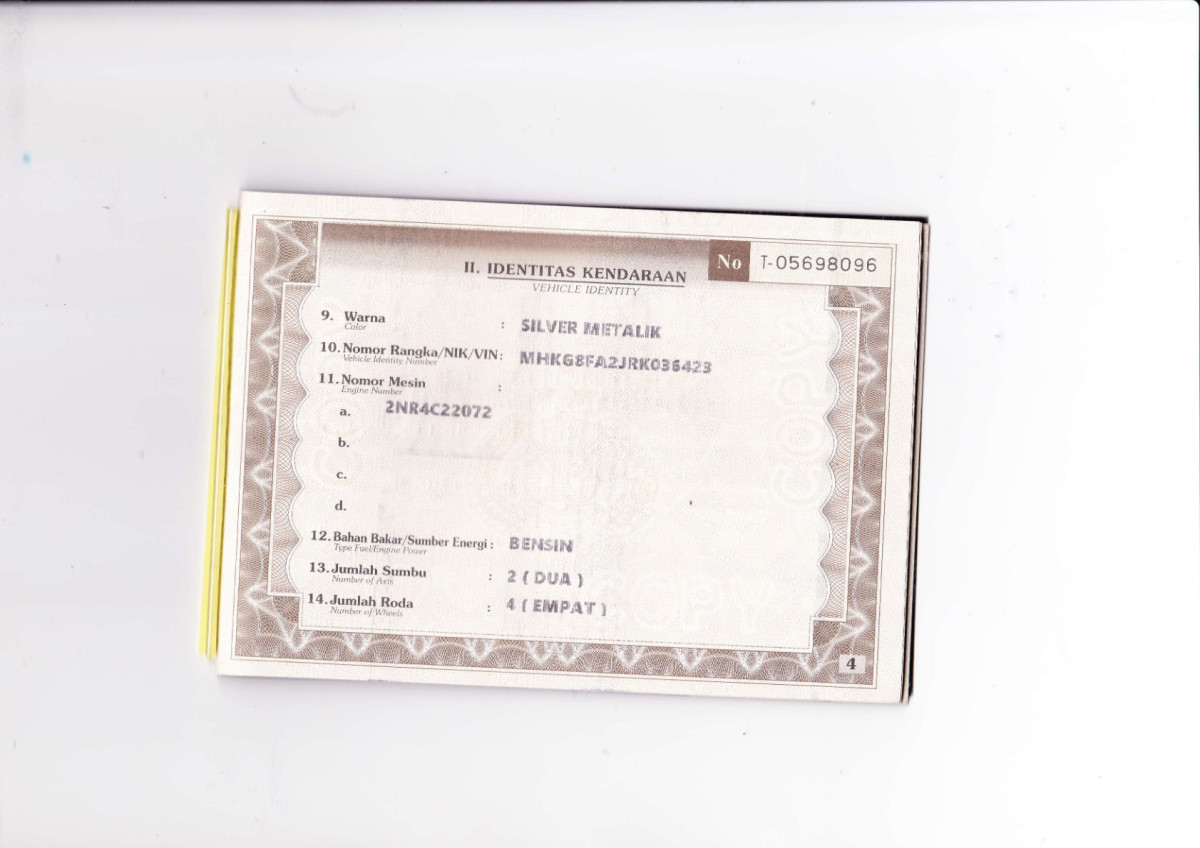 No T-05698096
II. IDENTITAS KENDARAAN
VEHICLE IDENTITY
9. Warna : SILVER METALIK
Color
10. Nomor Rangka/NIK/VIN : MHKG8FA2JRK036423
Vehicle Identity Number
11. Nomor Mesin :
Engine Number
a. 2NR4C22072
b.
c.
d.
12. Bahan Bakar/Sumber Energi : BENSIN
Type Fuel/Engine Power
13. Jumlah Sumbu : 2 ( DUA )
Number of Axis
14. Jumlah Roda : 4 ( EMPAT )
Number of Wheels
COPY
4